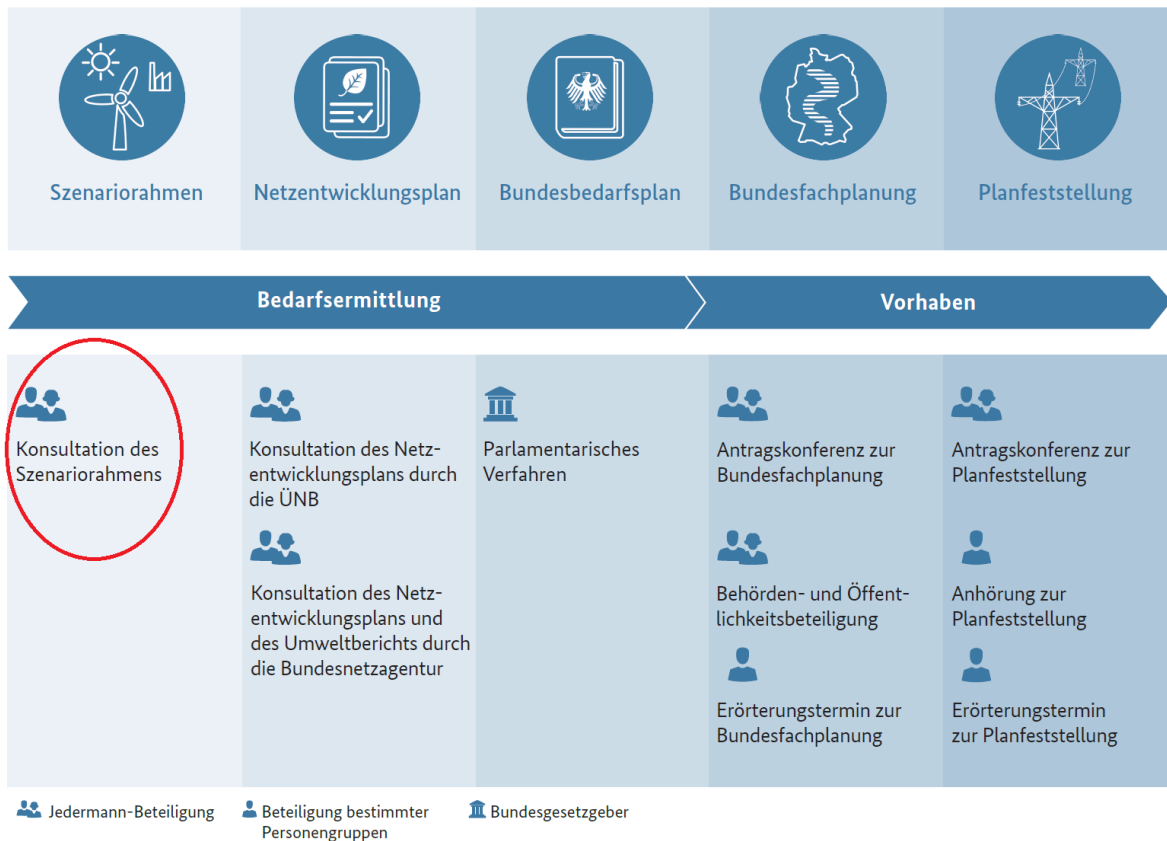 Szenariorahmen
Netzentwicklungsplan
Bundesbedarfsplan
Bundesfachplanung
Planfeststellung
Bedarfsermittlung
Vorhaben
Konsultation des
Szenariorahmens
Konsultation des Netz-
entwicklungsplans durch
die ÜNB
Konsultation des Netz-
entwicklungsplans und
des Umweltberichts durch
die Bundesnetzagentur
Parlamentarisches
Verfahren
Antragskonferenz zur
Bundesfachplanung
Behörden- und Öffent-
lichkeitsbeteiligung
Erörterungstermin zur
Bundesfachplanung
Antragskonferenz zur
Planfeststellung
Anhörung zur
Planfeststellung
Erörterungstermin
zur Planfeststellung
Jedermann-Beteiligung
Beteiligung bestimmter
Personengruppen
Bundesgesetzgeber